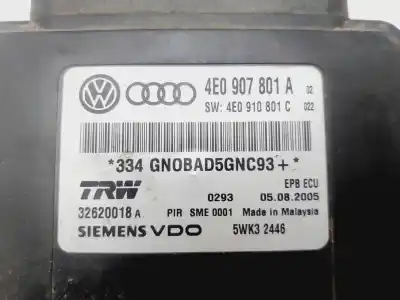 4E0 907 801 A 02
SW: 4E0 910 801 C 022
*334 GNOBAD5GNC93+*
TRW 0293 EPB ECU 05.08.2005
32620018 A PIR SME 0001 Made in Malaysia
SIEMENS VDO 5WK3 2446